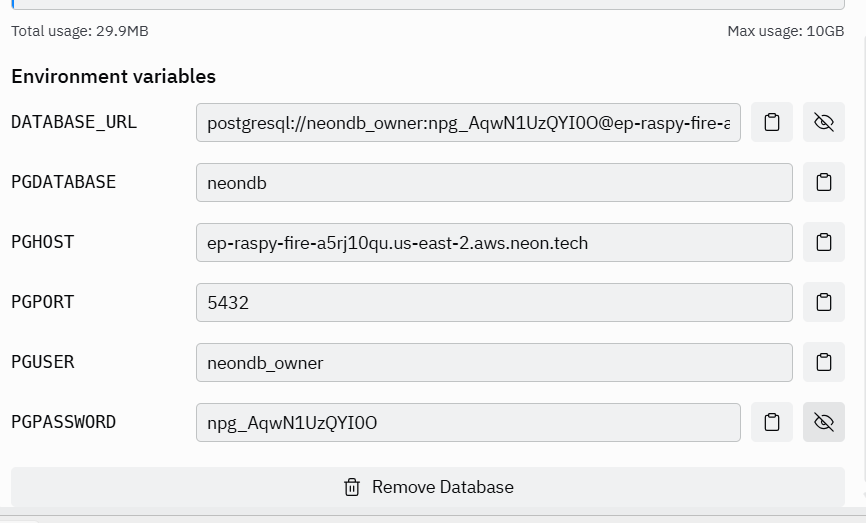 Total usage: 29.9MB
Max usage: 10GB
Environment variables
DATABASE_URL
postgresql://neondb_owner:npg_AqwN1UzQYI0O@ep-raspy-fire-a
PGDATABASE
neondb
PGHOST
ep-raspy-fire-a5rj10qu.us-east-2.aws.neon.tech
PGPORT
5432
PGUSER
neondb_owner
PGPASSWORD
npg_AqwN1UzQYI0O
Remove Database